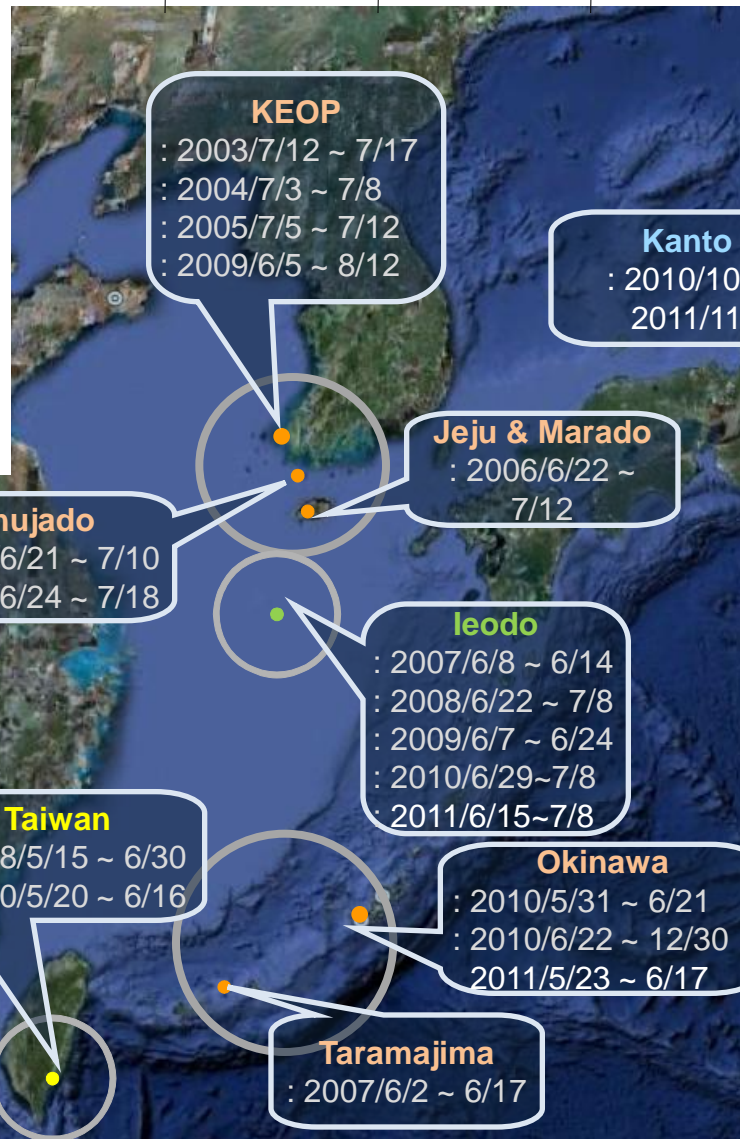 KEOP
: 2003/7/12 ~ 7/17
: 2004/7/3 ~ 7/8
: 2005/7/5 ~ 7/12
: 2009/6/5 ~ 8/12
Kanto
: 2010/10
2011/11
Jeju & Marado
: 2006/6/22 ~
7/12
hujado
6/21 ~ 7/10
6/24 ~ 7/18
Ieodo
: 2007/6/8 ~ 6/14
: 2008/6/22 ~ 7/8
: 2009/6/7 ~ 6/24
: 2010/6/29~7/8
: 2011/6/15~7/8
Taiwan
8/5/15 ~ 6/30
0/5/20 ~ 6/16
Okinawa
: 2010/5/31 ~ 6/21
: 2010/6/22 ~ 12/30
2011/5/23 ~ 6/17
Taramajima
: 2007/6/2 ~ 6/17